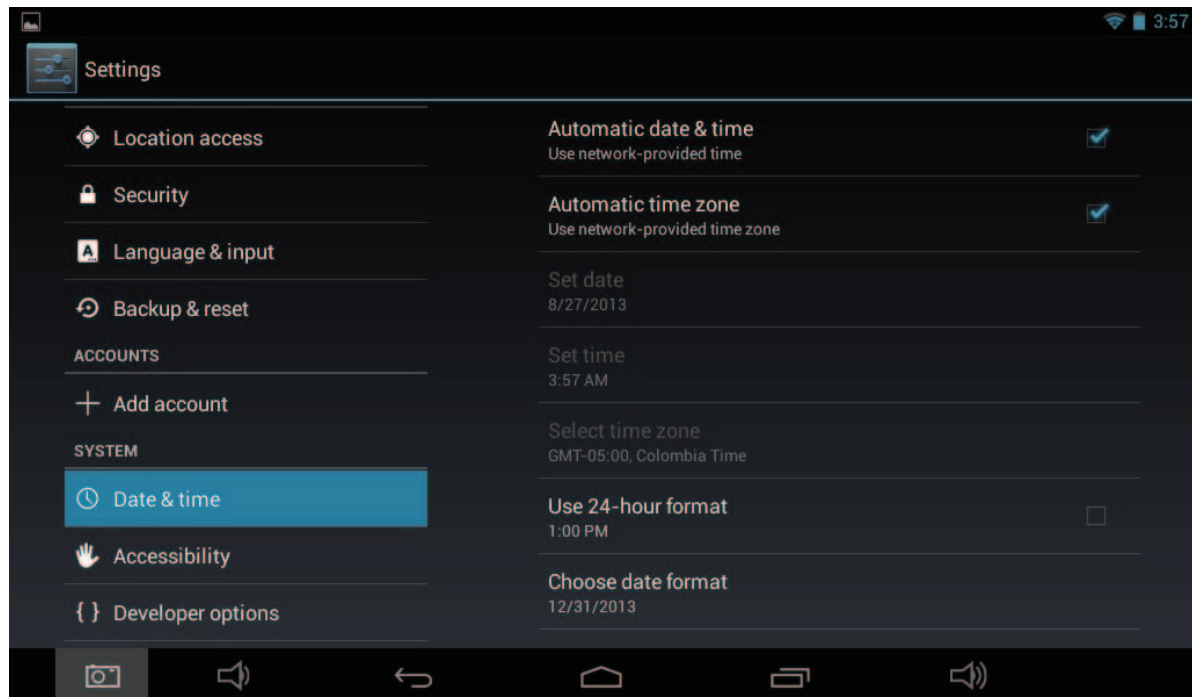 3:57
Settings
Location access
Security
Language & input
Backup & reset
ACCOUNTS
Add account
SYSTEM
Date & time
Accessibility
{ } Developer options
Automatic date & time
Use network-provided time
Automatic time zone
Use network-provided time zone
Set date
8/27/2013
Set time
3:57 AM
Select time zone
GMT-05:00, Colombia Time
Use 24-hour format
1:00 PM
Choose date format
12/31/2013